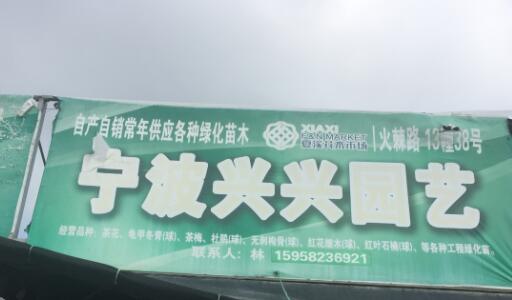 自产自销常年供应各种绿化苗木
XIAXI
F&N MARKET
夏溪花木市场
火棘路 13幢38号
宁波兴兴园艺
经营品种：茶花、龟甲冬青(球)、茶梅、杜鹃(球)、无刺构骨(球)、红花继木(球)、红叶石楠(球)、等各种工程绿化苗。
联系人：林 15958236921